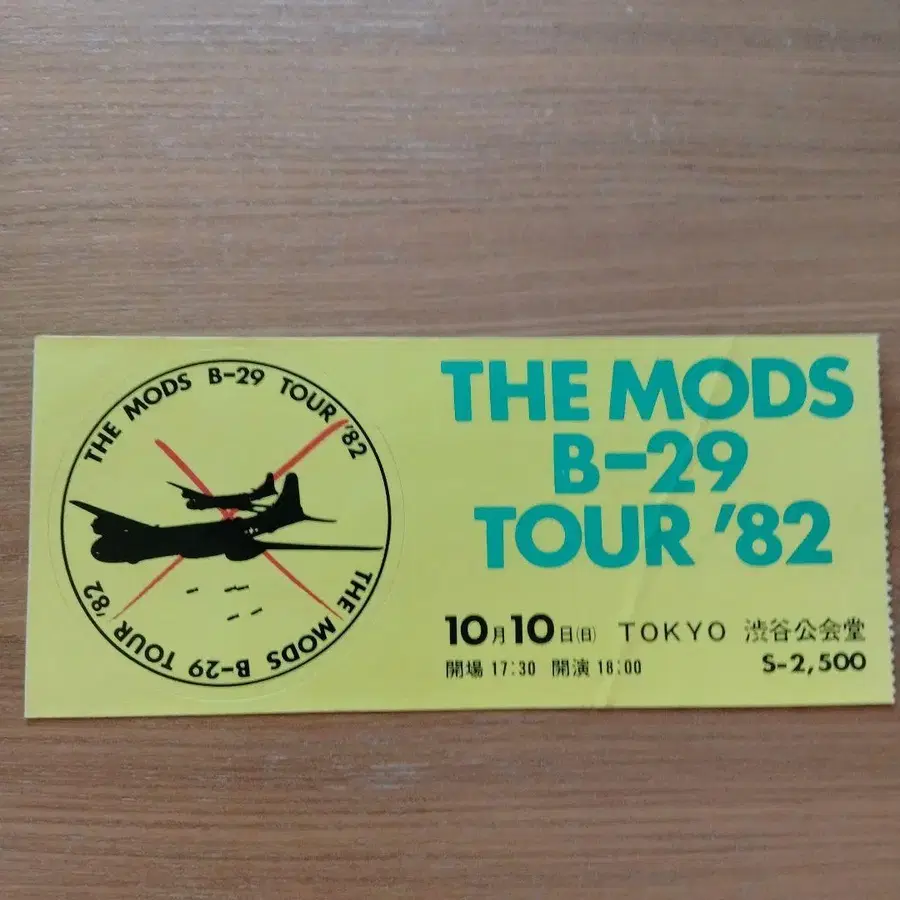 THE MODS B-29 TOUR '82
THE MODS B-29 TOUR '82
THE MODS
B-29
TOUR '82
10月10日(日) TOKYO 渋谷公会堂
開場 17:30 開演 18:00 S-2,500